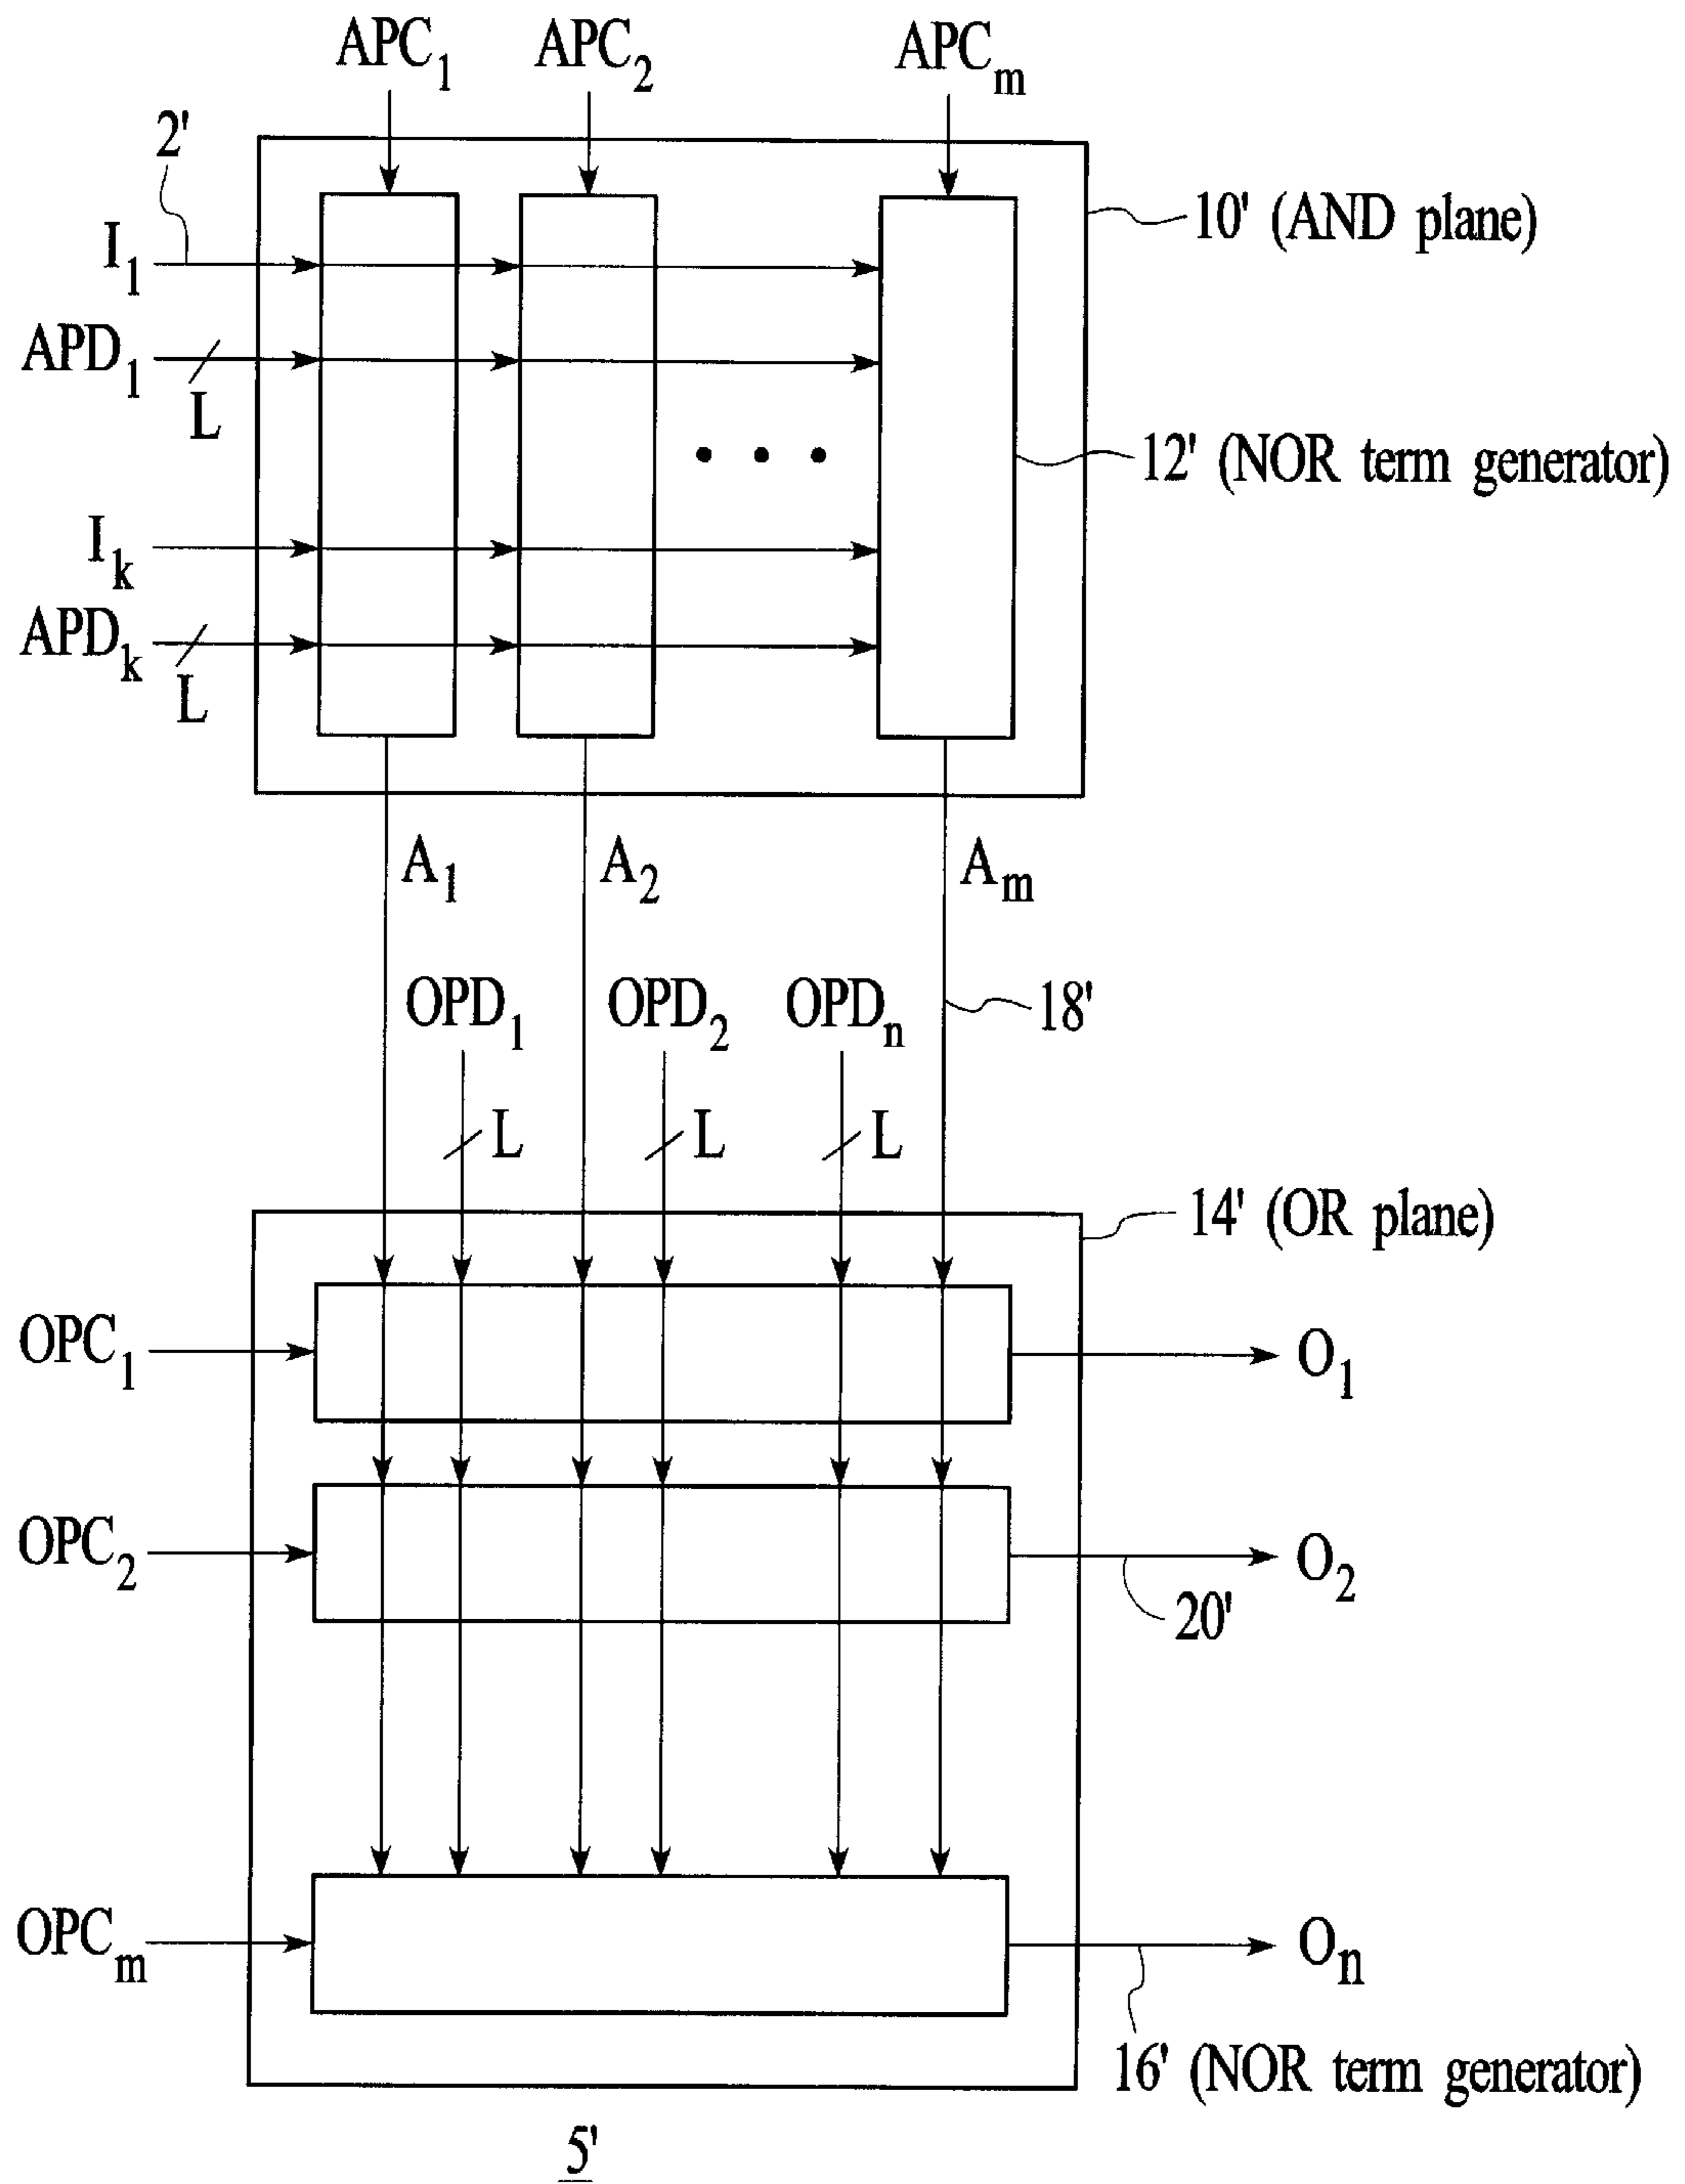 APC1 APC2 APCm
2'
10' (AND plane)
I1
APD1
L
12' (NOR term generator)
Ik
APDk
L
A1 A2 Am
OPD1 OPD2 OPDn
18'
L L L
14' (OR plane)
OPC1 O1
OPC2 O2
20'
OPCm On
16' (NOR term generator)
5'